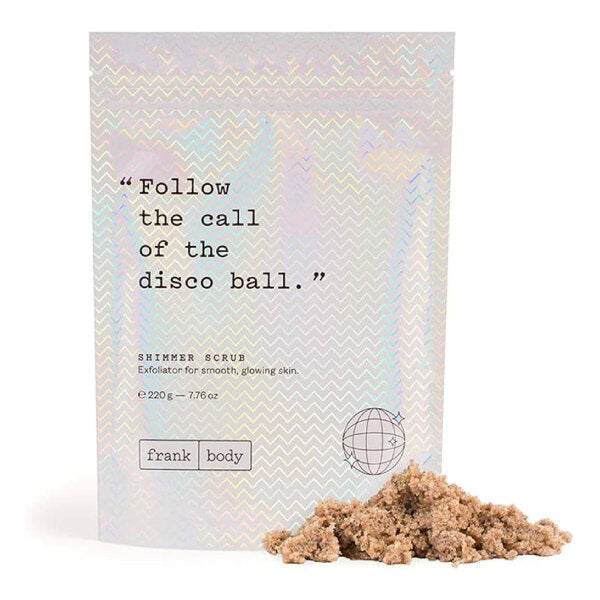 “Follow
the call
of the
disco ball.”
SHIMMER SCRUB
Exfoliator for smooth, glowing skin.
℮ 220 g — 7.76 oz
frank body